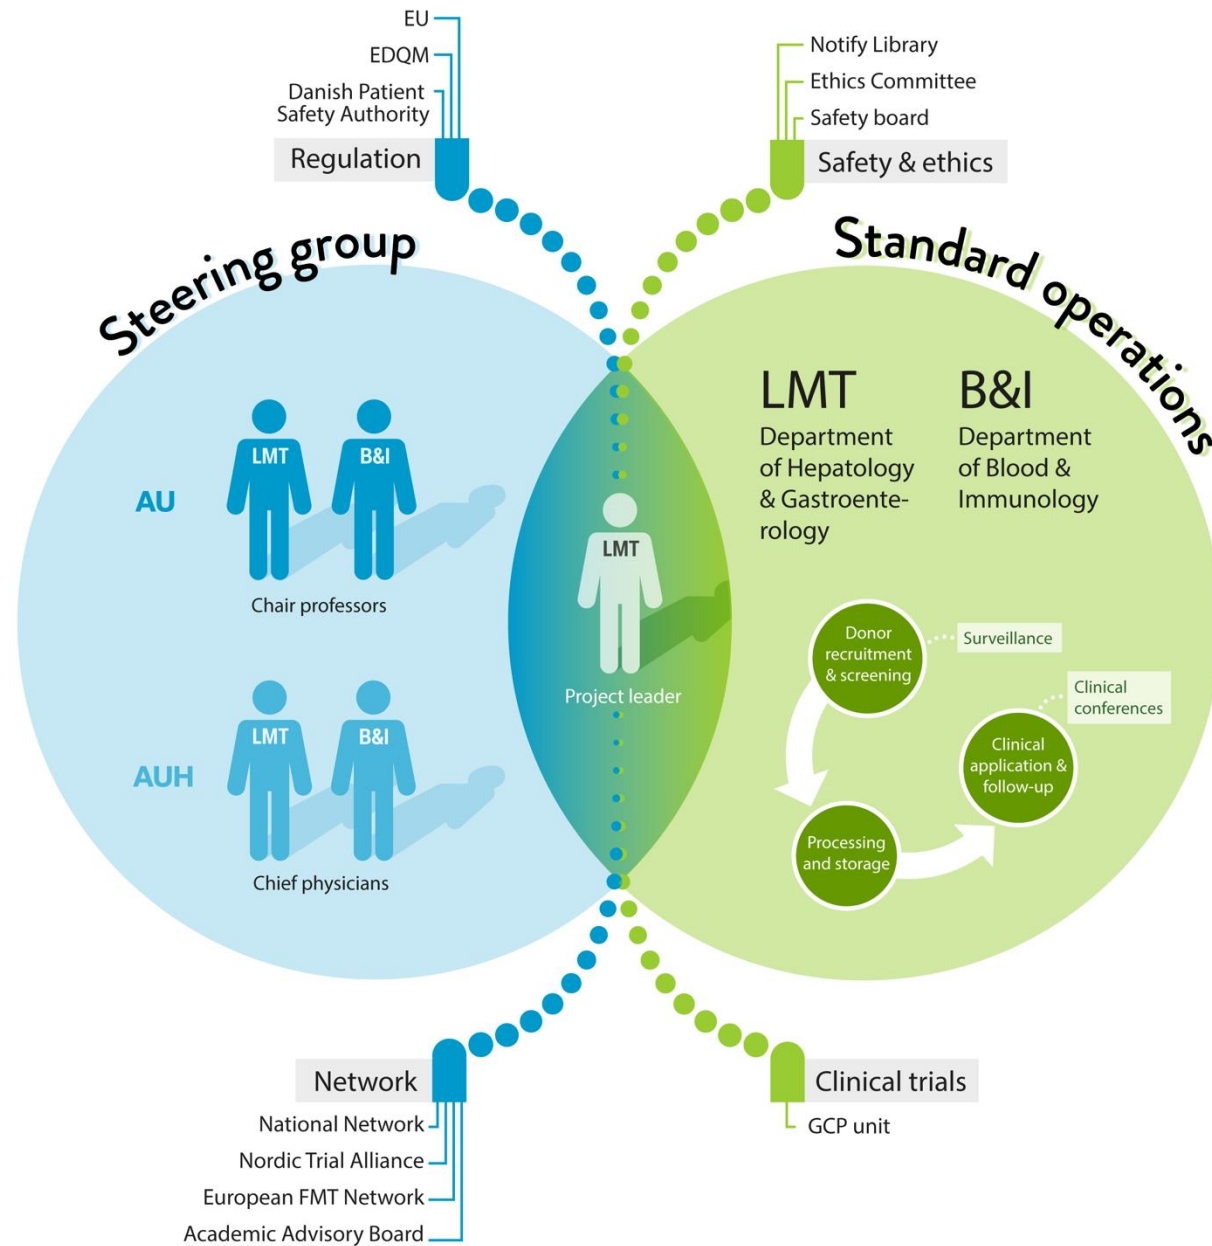 EU
EDQM
Danish Patient
Safety Authority
Regulation
Notify Library
Ethics Committee
Safety board
Safety & ethics
Steering group
Standard operations
AU
LMT
B&I
Chair professors
AUH
LMT
B&I
Chief physicians
LMT
Project leader
LMT
Department
of Hepatology
& Gastroente-
rology
B&I
Department
of Blood &
Immunology
Donor
recruitment
& screening
Surveillance
Clinical
conferences
Clinical
application &
follow-up
Processing
and storage
Network
National Network
Nordic Trial Alliance
European FMT Network
Academic Advisory Board
Clinical trials
GCP unit